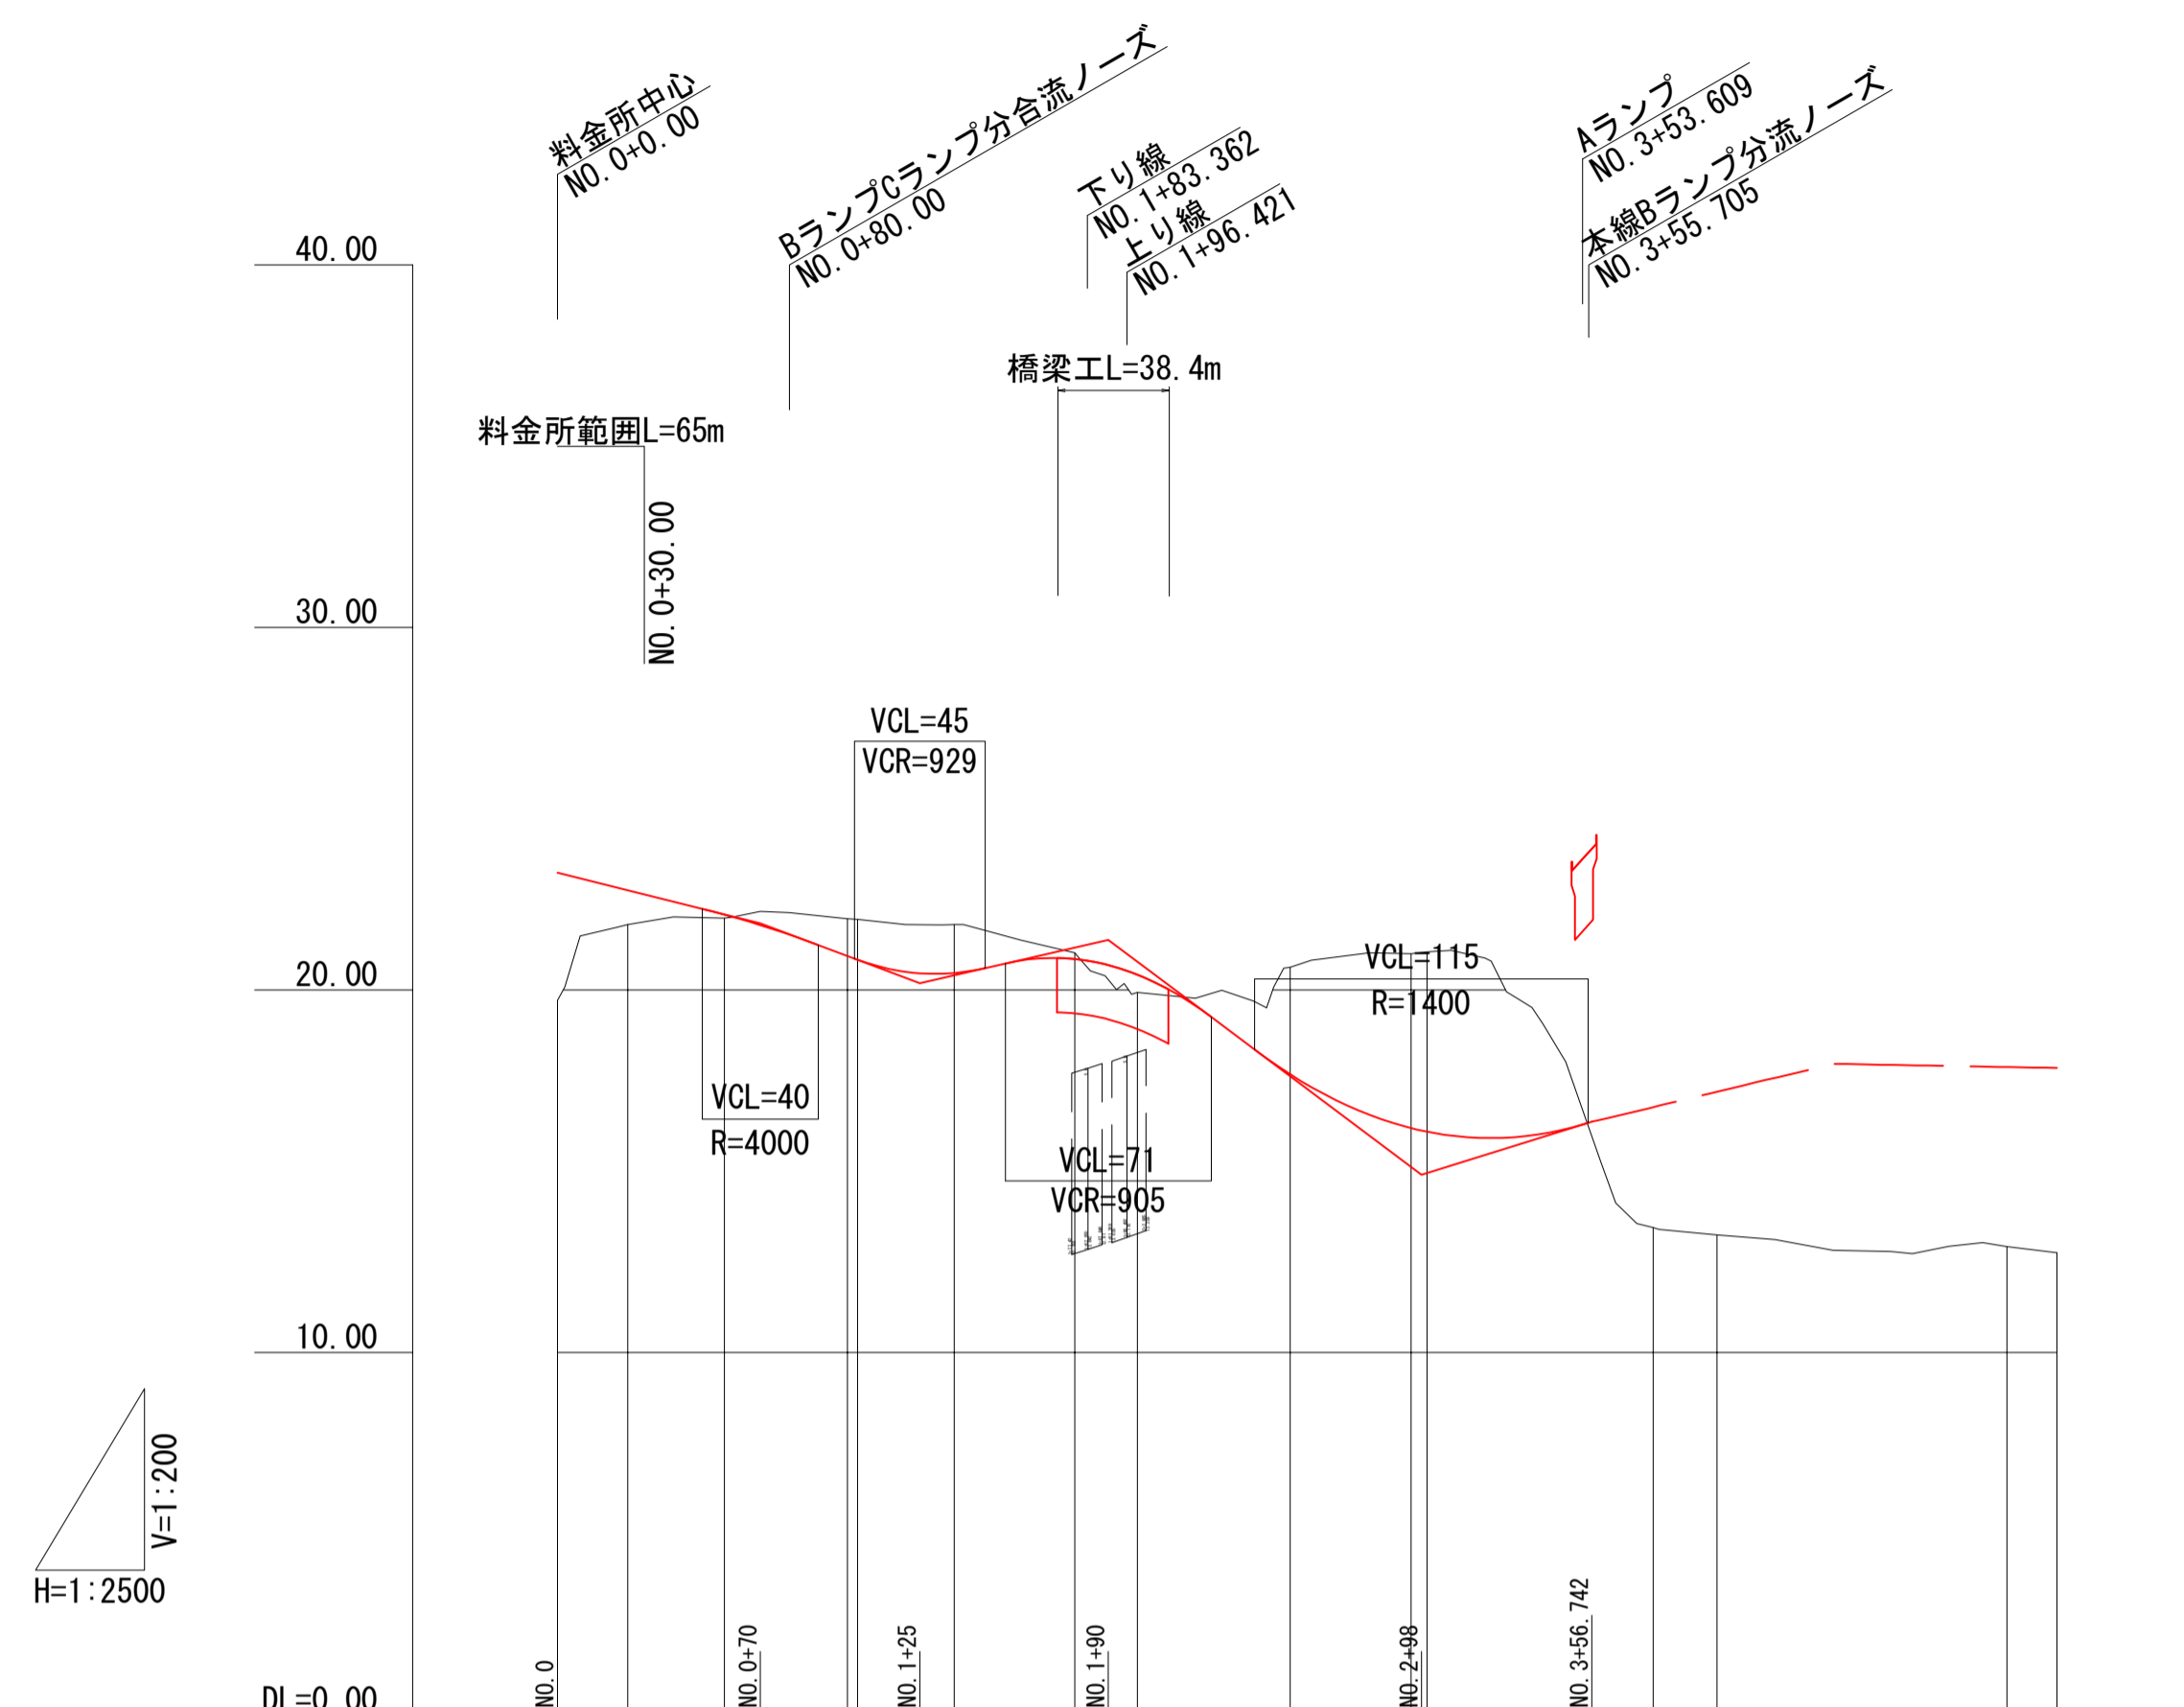 料金所中心
NO.0+0.00
BランプCランプ分合流ノーズ
NO.0+80.00
下り線
NO.1+83.362
上り線
NO.1+96.421
Aランプ
NO.3+53.609
本線Bランプ分流ノーズ
NO.3+55.705
40.00
橋梁工L=38.4m
料金所範囲L=65m
NO.0+30.00
30.00
VCL=45
VCR=929
20.00
VCL=115
R=1400
VCL=40
R=4000
VCL=71
VCR=905
10.00
V=1:200
H=1:2500
NO.0
NO.0+70
NO.1+25
NO.1+90
NO.2+98
NO.3+56.742
DL=0.00